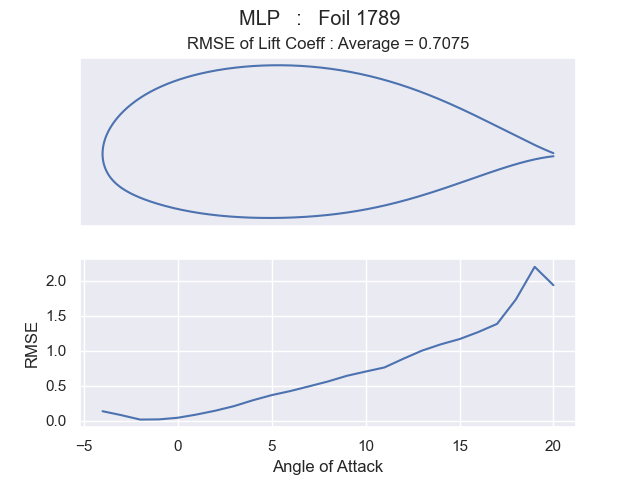 MLP : Foil 1789
RMSE of Lift Coeff : Average = 0.7075
2.0
1.5
1.0
0.5
0.0
RMSE
−5 0 5 10 15 20
Angle of Attack